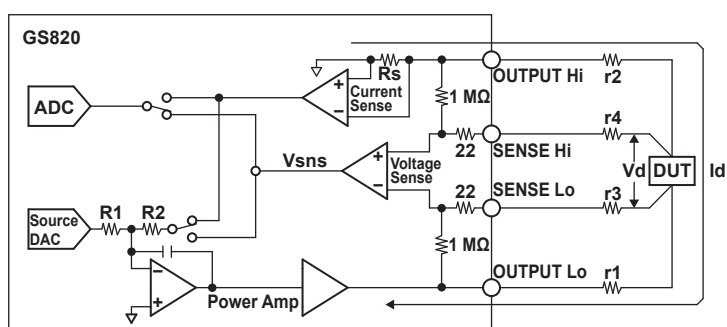 GS820
ADC
Rs
Current
Sense
+
−
1 MΩ
OUTPUT Hi
r2
r4
22
SENSE Hi
Vsns
+
−
Voltage
Sense
Vd
DUT
Id
22
SENSE Lo
r3
Source
DAC
R1
R2
1 MΩ
−
+
Power Amp
OUTPUT Lo
r1